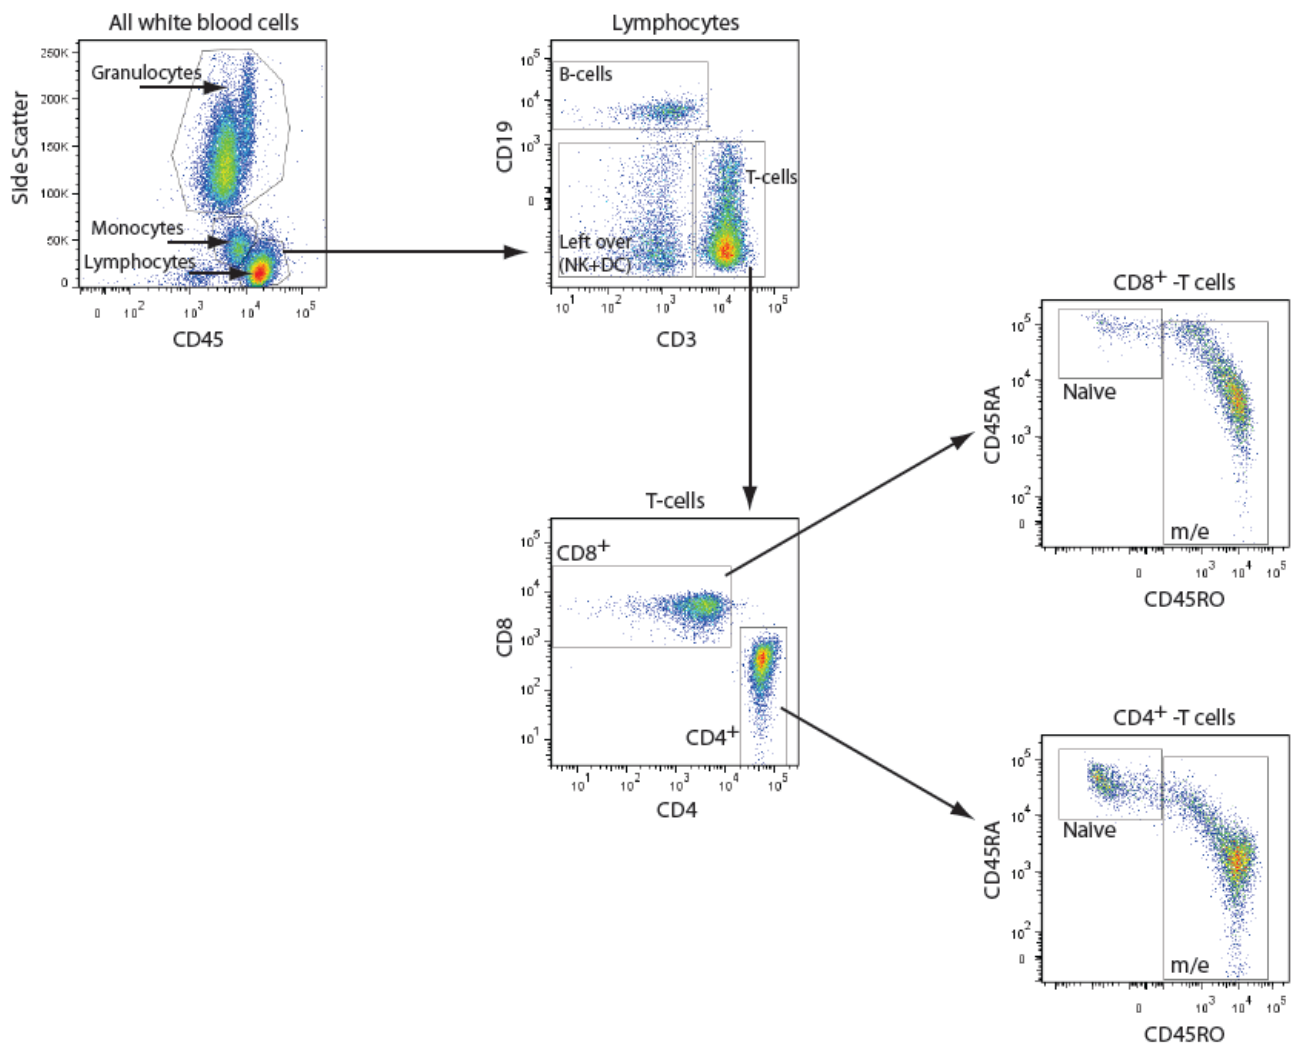 All white blood cells
250K
200K
150K
100K
50K
0
Side Scatter
Granulocytes
Monocytes
Lymphocytes
0 10² 10³ 10⁴ 10⁵
CD45
Lymphocytes
10⁵
10⁴
10³
0
CD19
B-cells
T-cells
Left over
(NK+DC)
10¹ 10² 10³ 10⁴ 10⁵
CD3
T-cells
10⁵
10⁴
10³
10²
10¹
CD8
CD8⁺
CD4⁺
10¹ 10² 10³ 10⁴ 10⁵
CD4
CD8⁺ -T cells
10⁵
10⁴
10³
10²
0
CD45RA
Naive
m/e
0 10³ 10⁴ 10⁵
CD45RO
CD4⁺ -T cells
10⁵
10⁴
10³
10²
0
CD45RA
Naive
m/e
0 10³ 10⁴ 10⁵
CD45RO